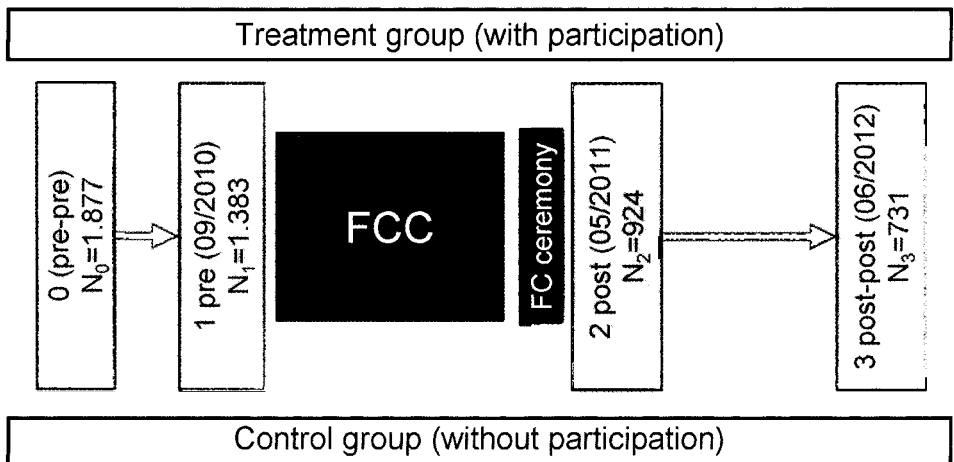 Treatment group (with participation)
0 (pre-pre)
N₀=1.877
1 pre (09/2010)
N₁=1.383
FCC
FC ceremony
2 post (05/2011)
N₂=924
3 post-post (06/2012)
N₃=731
Control group (without participation)